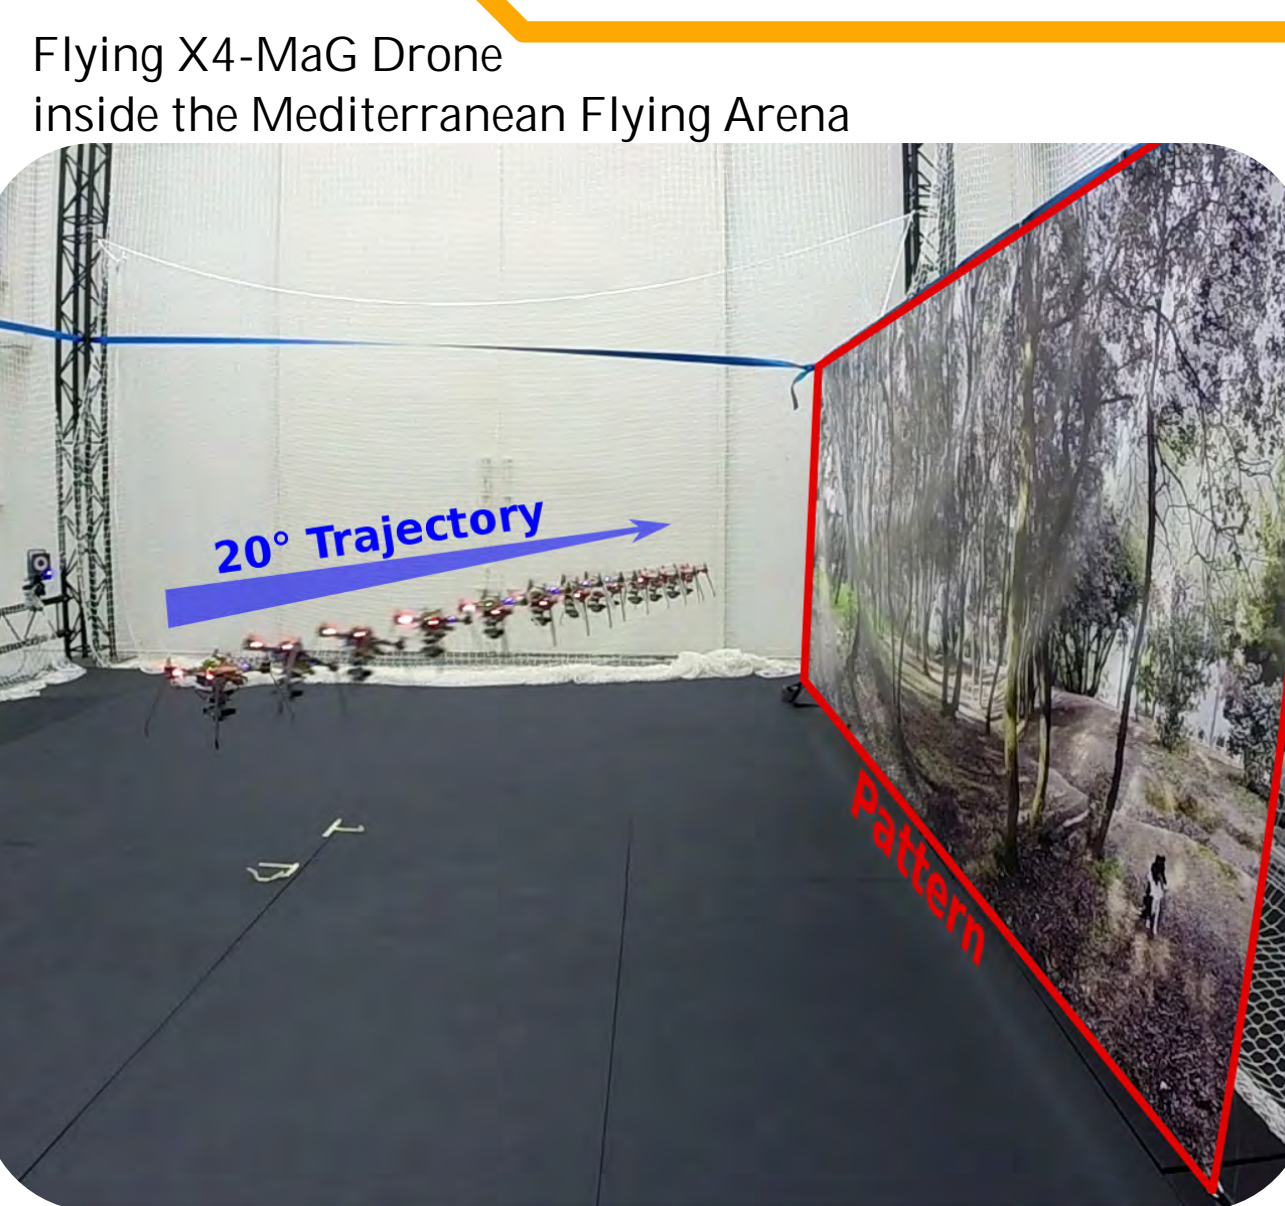 Flying X4-MaG Drone
inside the Mediterranean Flying Arena
20° Trajectory
Pattern